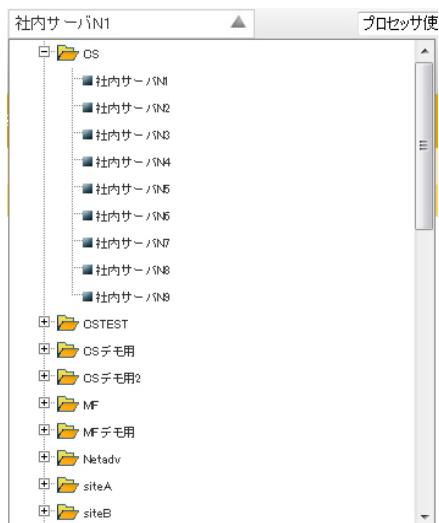 社内サーバN1
プロセッサ使
CS
社内サーバN1
社内サーバN2
社内サーバN3
社内サーバN4
社内サーバN5
社内サーバN6
社内サーバN7
社内サーバN8
社内サーバN9
CSTEST
CSデモ用
CSデモ用2
MF
MFデモ用
Netadv
siteA
siteB